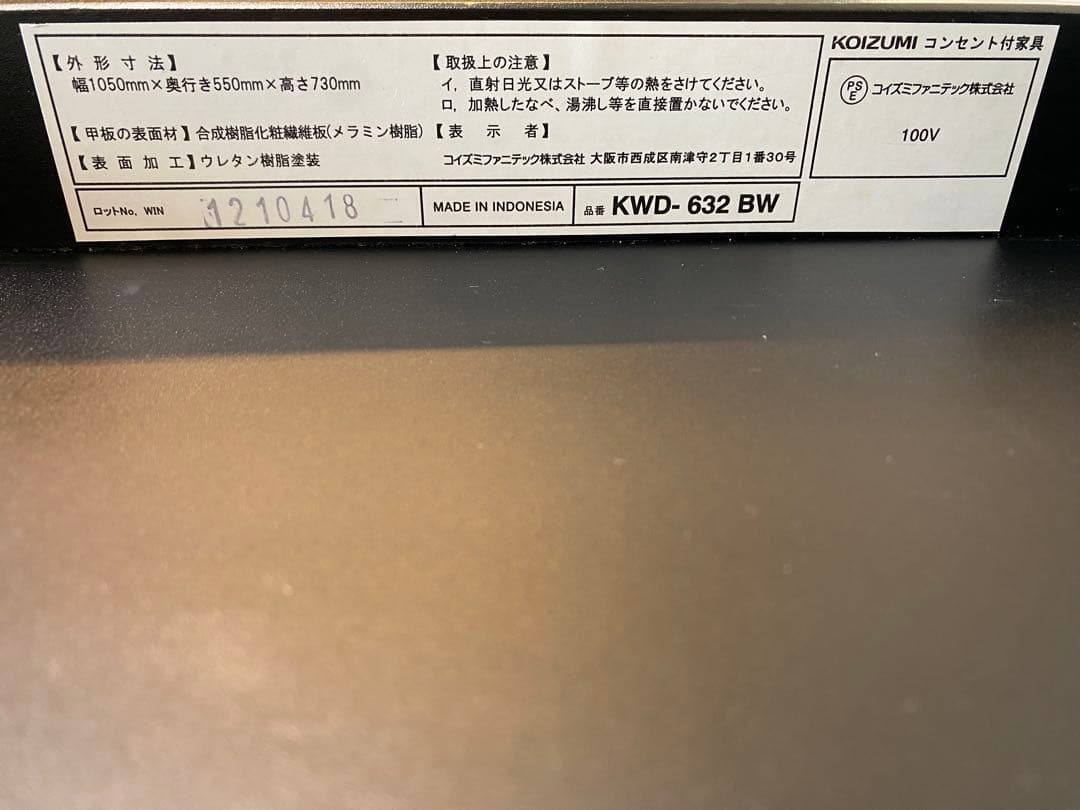 【外形寸法】
幅1050mm×奥行き550mm×高さ730mm
【甲板の表面材】合成樹脂化粧繊維板(メラミン樹脂)
【表面加工】ウレタン樹脂塗装
【取扱上の注意】
イ, 直射日光又はストーブ等の熱をさけてください。
ロ, 加熱したなべ、湯沸し等を直接置かないでください。
【表示者】
コイズミファニテック株式会社 大阪市西成区南津守2丁目1番30号
KOIZUMI コンセント付家具
PSE コイズミファニテック株式会社
100V
ロットNo, WIN 1210418
MADE IN INDONESIA
品番 KWD- 632 BW